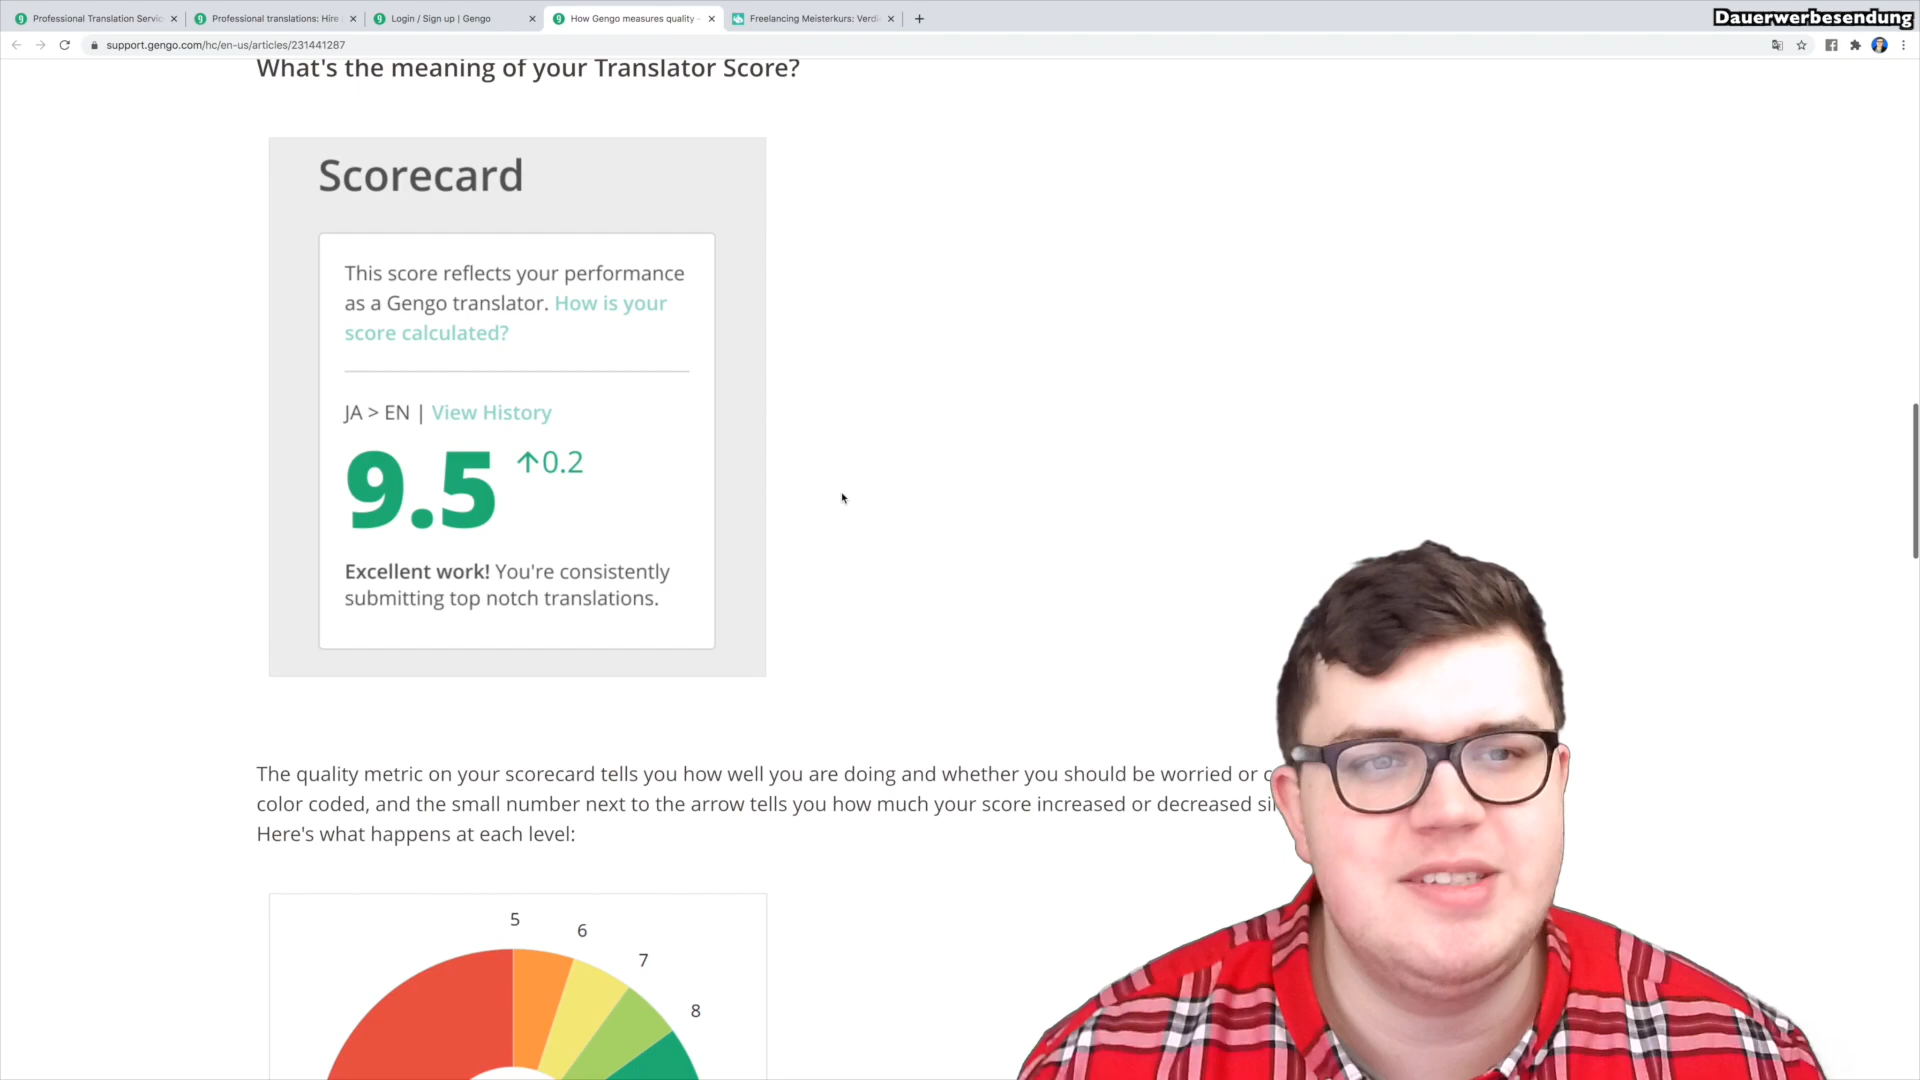 Professional Translation Servic
Professional translations: Hire
Login / Sign up | Gengo
How Gengo measures quality -
Freelancing Meisterkurs: Verdi
Dauerwerbesendung
support.gengo.com/hc/en-us/articles/231441287
What's the meaning of your Translator Score?
Scorecard
This score reflects your performance
as a Gengo translator. How is your
score calculated?
JA > EN | View History
9.5 ↑0.2
Excellent work! You're consistently
submitting top notch translations.
The quality metric on your scorecard tells you how well you are doing and whether you should be worried or
color coded, and the small number next to the arrow tells you how much your score increased or decreased
Here's what happens at each level:
5
6
7
8